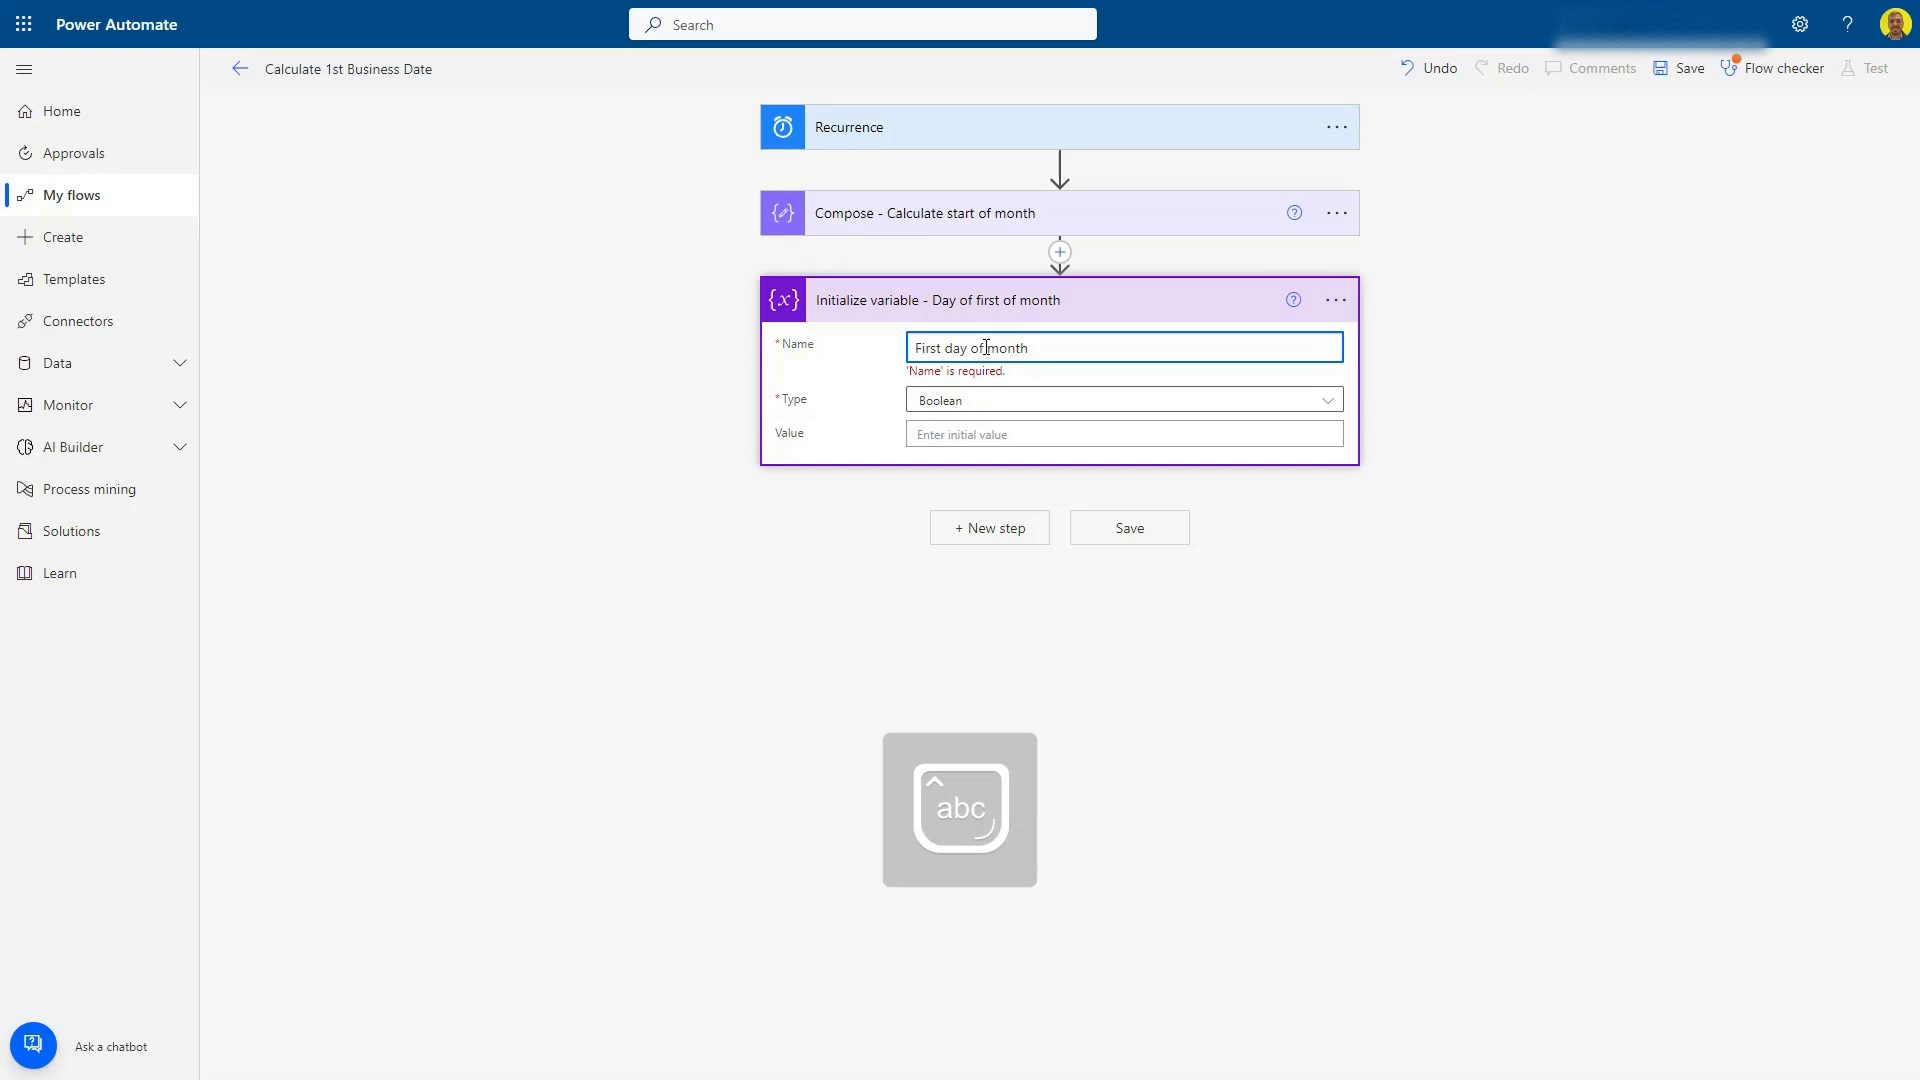 Power Automate
Search
Calculate 1st Business Date
Undo
Redo
Comments
Save
Flow checker
Test
Home
Approvals
My flows
Create
Templates
Connectors
Data
Monitor
AI Builder
Process mining
Solutions
Learn
Ask a chatbot
Recurrence
Compose - Calculate start of month
{x} Initialize variable - Day of first of month
* Name
First day of month
'Name' is required.
* Type
Boolean
Value
Enter initial value
+ New step
Save
abc